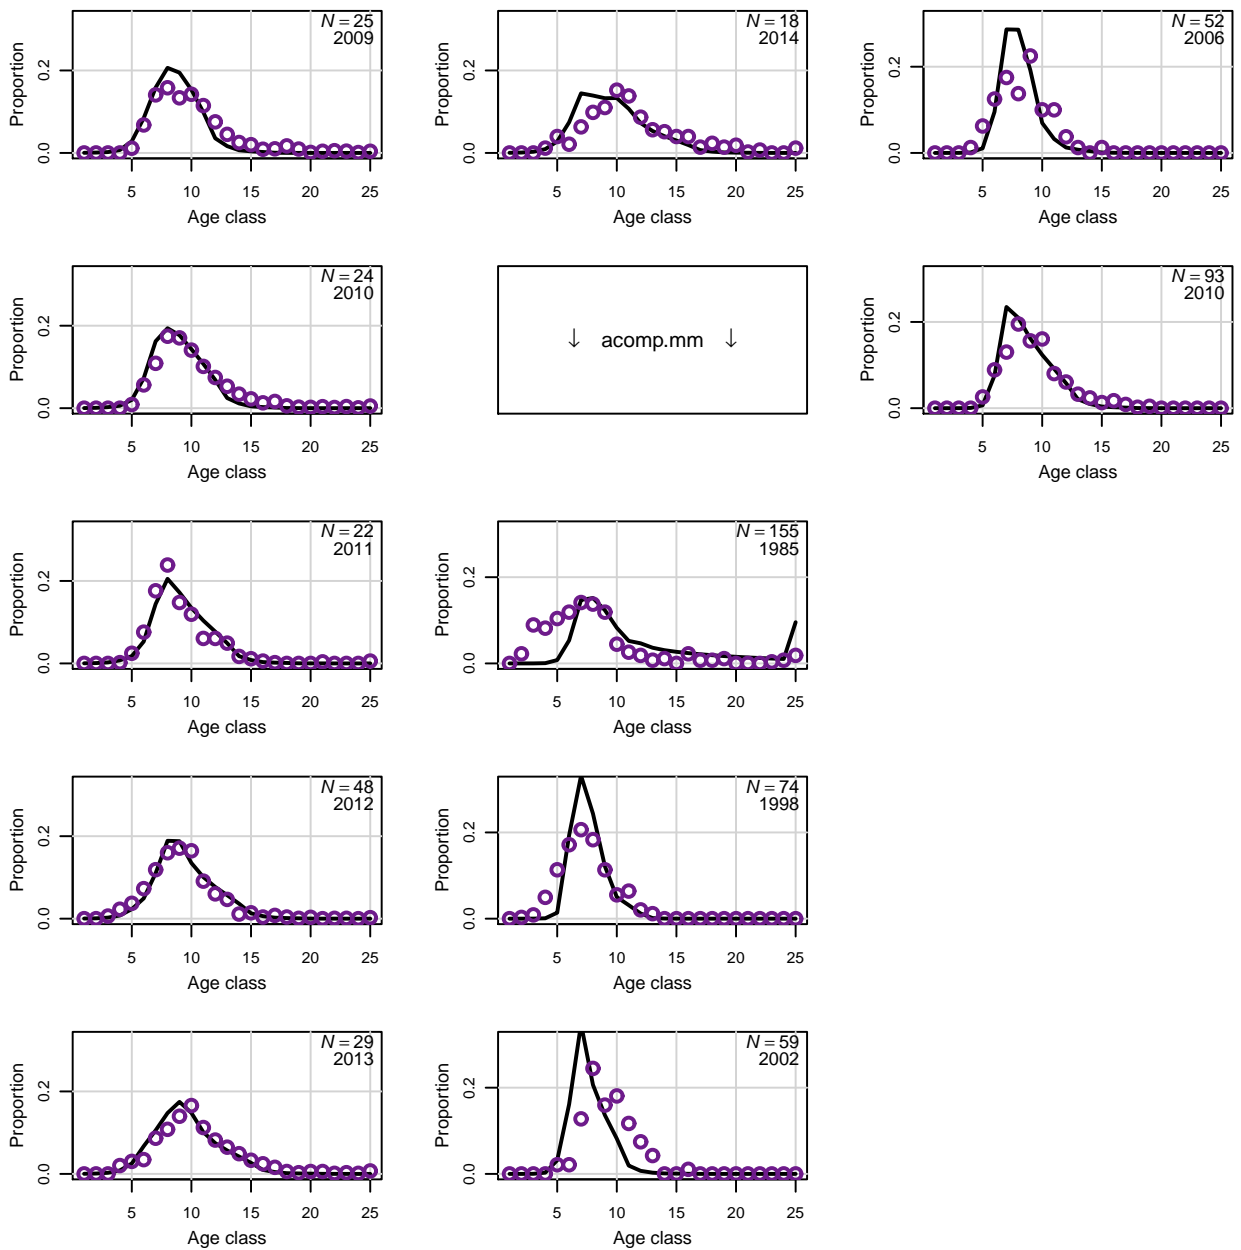 N = 25
2009
Proportion
0.0
0.2
5 10 15 20 25
Age class
N = 18
2014
Proportion
0.0
0.2
5 10 15 20 25
Age class
N = 52
2006
Proportion
0.0
0.2
5 10 15 20 25
Age class
N = 24
2010
Proportion
0.0
0.2
5 10 15 20 25
Age class
↓ acomp.mm ↓
N = 93
2010
Proportion
0.0
0.2
5 10 15 20 25
Age class
N = 22
2011
Proportion
0.0
0.2
5 10 15 20 25
Age class
N = 155
1985
Proportion
0.0
0.2
5 10 15 20 25
Age class
N = 48
2012
Proportion
0.0
0.2
5 10 15 20 25
Age class
N = 74
1998
Proportion
0.0
0.2
5 10 15 20 25
Age class
N = 29
2013
Proportion
0.0
0.2
5 10 15 20 25
Age class
N = 59
2002
Proportion
0.0
0.2
5 10 15 20 25
Age class